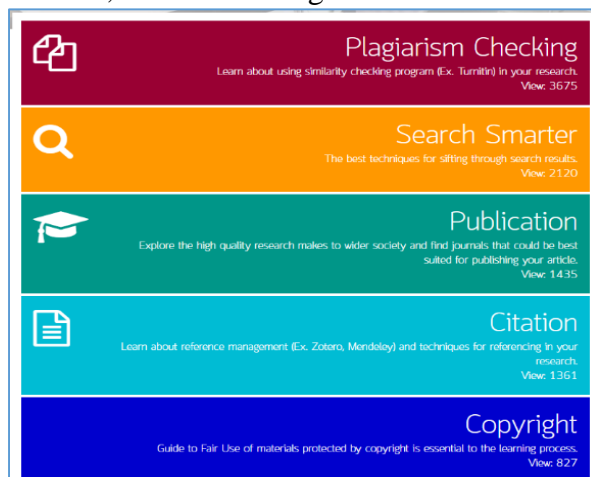 Plagiarism Checking
Learn about using similarity checking program (Ex. Turnitin) in your research.
View: 3675
Search Smarter
The best techniques for sifting through search results.
View: 2120
Publication
Explore the high quality research makes to wider society and find journals that could be best
suited for publishing your article.
View: 1435
Citation
Learn about reference management (Ex. Zotero, Mendeley) and techniques for referencing in your
research.
View: 1361
Copyright
Guide to Fair Use of materials protected by copyright is essential to the learning process.
View: 827